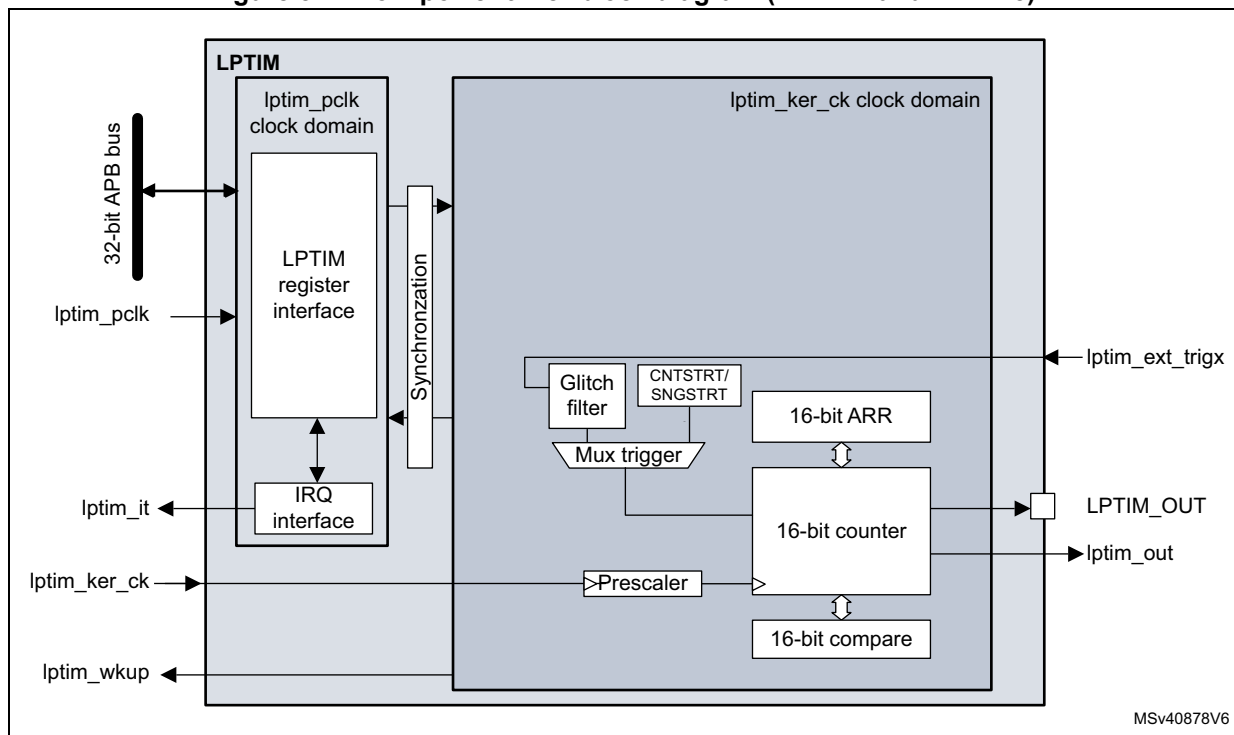 LPTIM
lptim_pclk
clock domain
lptim_ker_ck clock domain
32-bit APB bus
LPTIM
register
interface
Synchronzation
lptim_pclk
lptim_ext_trigx
Glitch
filter
CNTSTRT/
SNGSTRT
16-bit ARR
Mux trigger
IRQ
interface
lptim_it
16-bit counter
LPTIM_OUT
lptim_out
lptim_ker_ck
Prescaler
16-bit compare
lptim_wkup
MSv40878V6